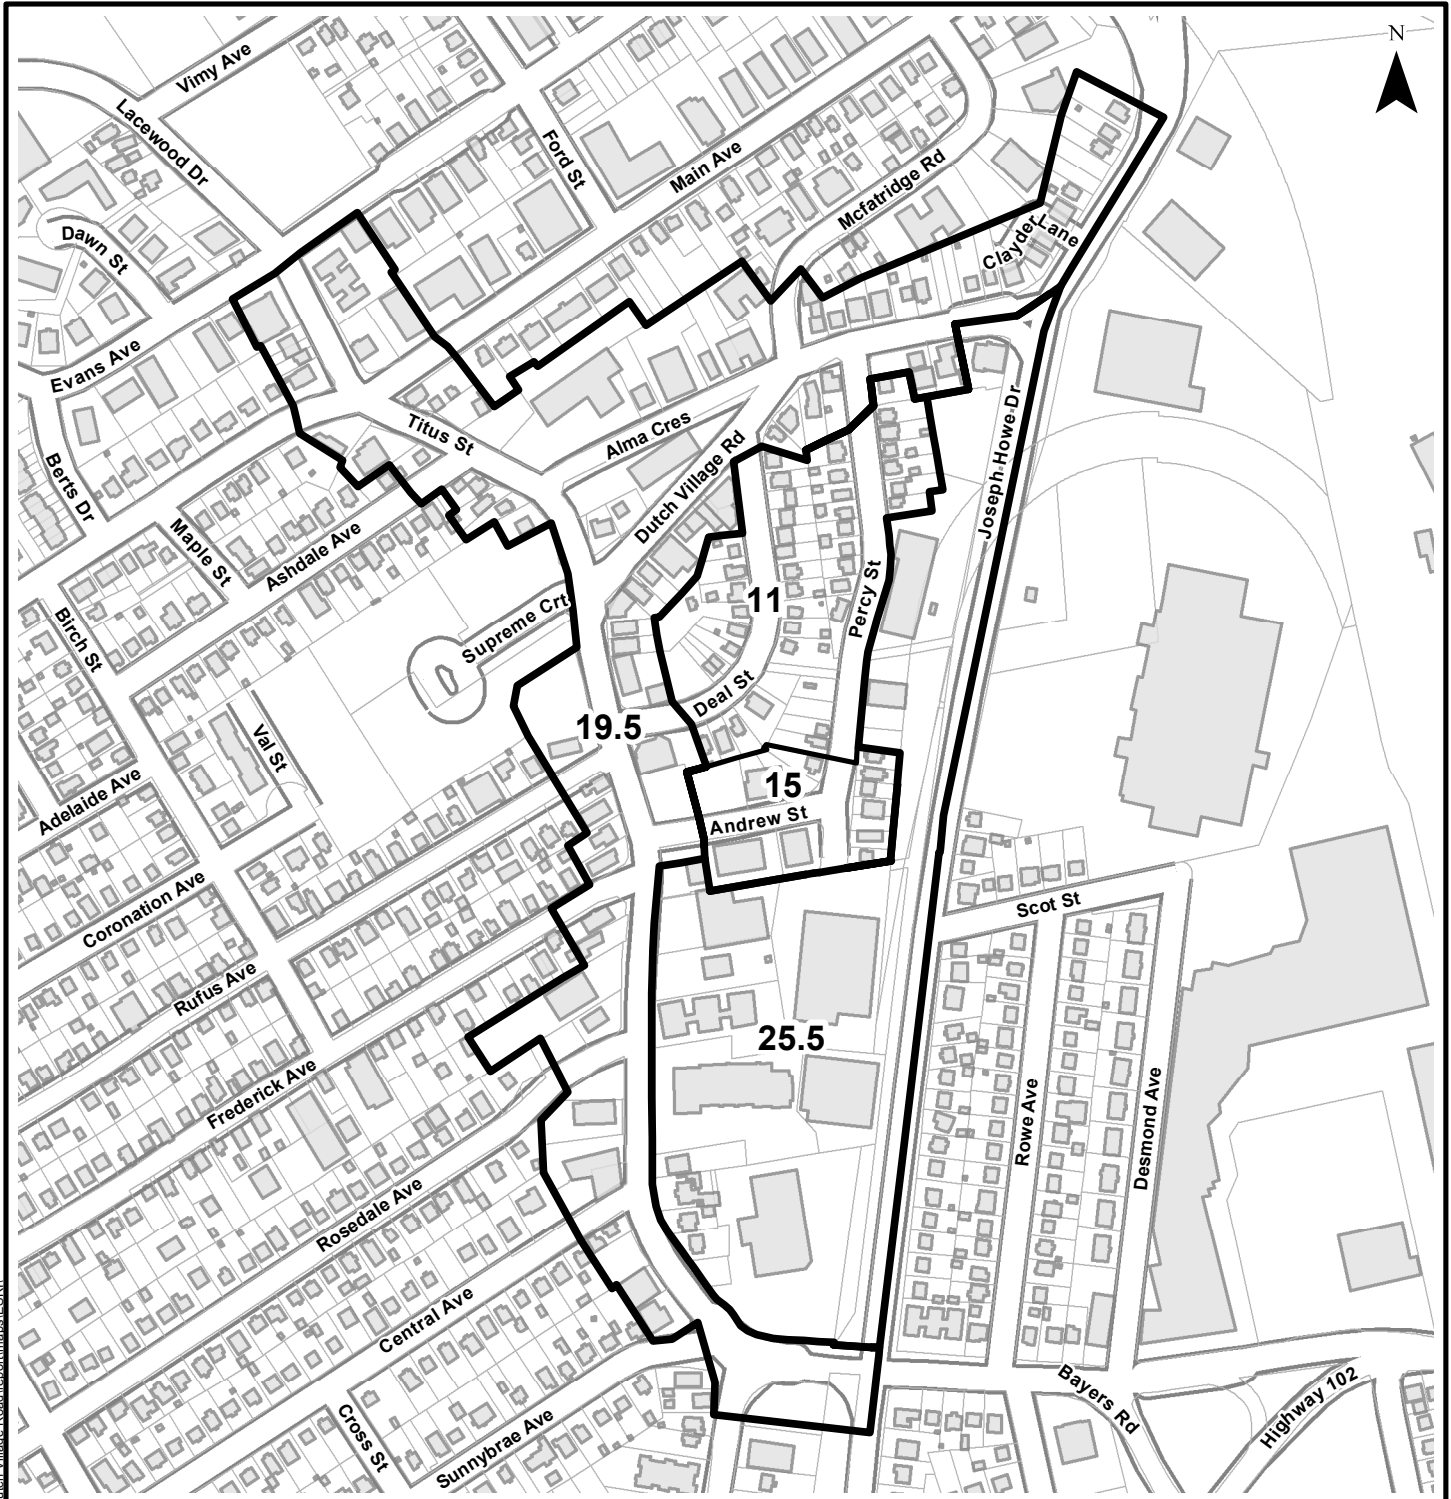 N
Vimy Ave
Lacewood Dr
Ford St
Main Ave
Mcfatridge Rd
Dawn St
Clayder Lane
Evans Ave
Titus St
Alma Cres
Dutch Village Rd
Joseph Howe Dr
Berts Dr
Maple St
Ashdale Ave
11
Percy St
Birch St
Supreme Crt
Deal St
19.5
Val St
15
Adelaide Ave
Andrew St
Coronation Ave
Scot St
Rufus Ave
25.5
Frederick Ave
Rowe Ave
Desmond Ave
Rosedale Ave
Central Ave
Bayers Rd
Highway 102
Cross St
Sunnybrae Ave